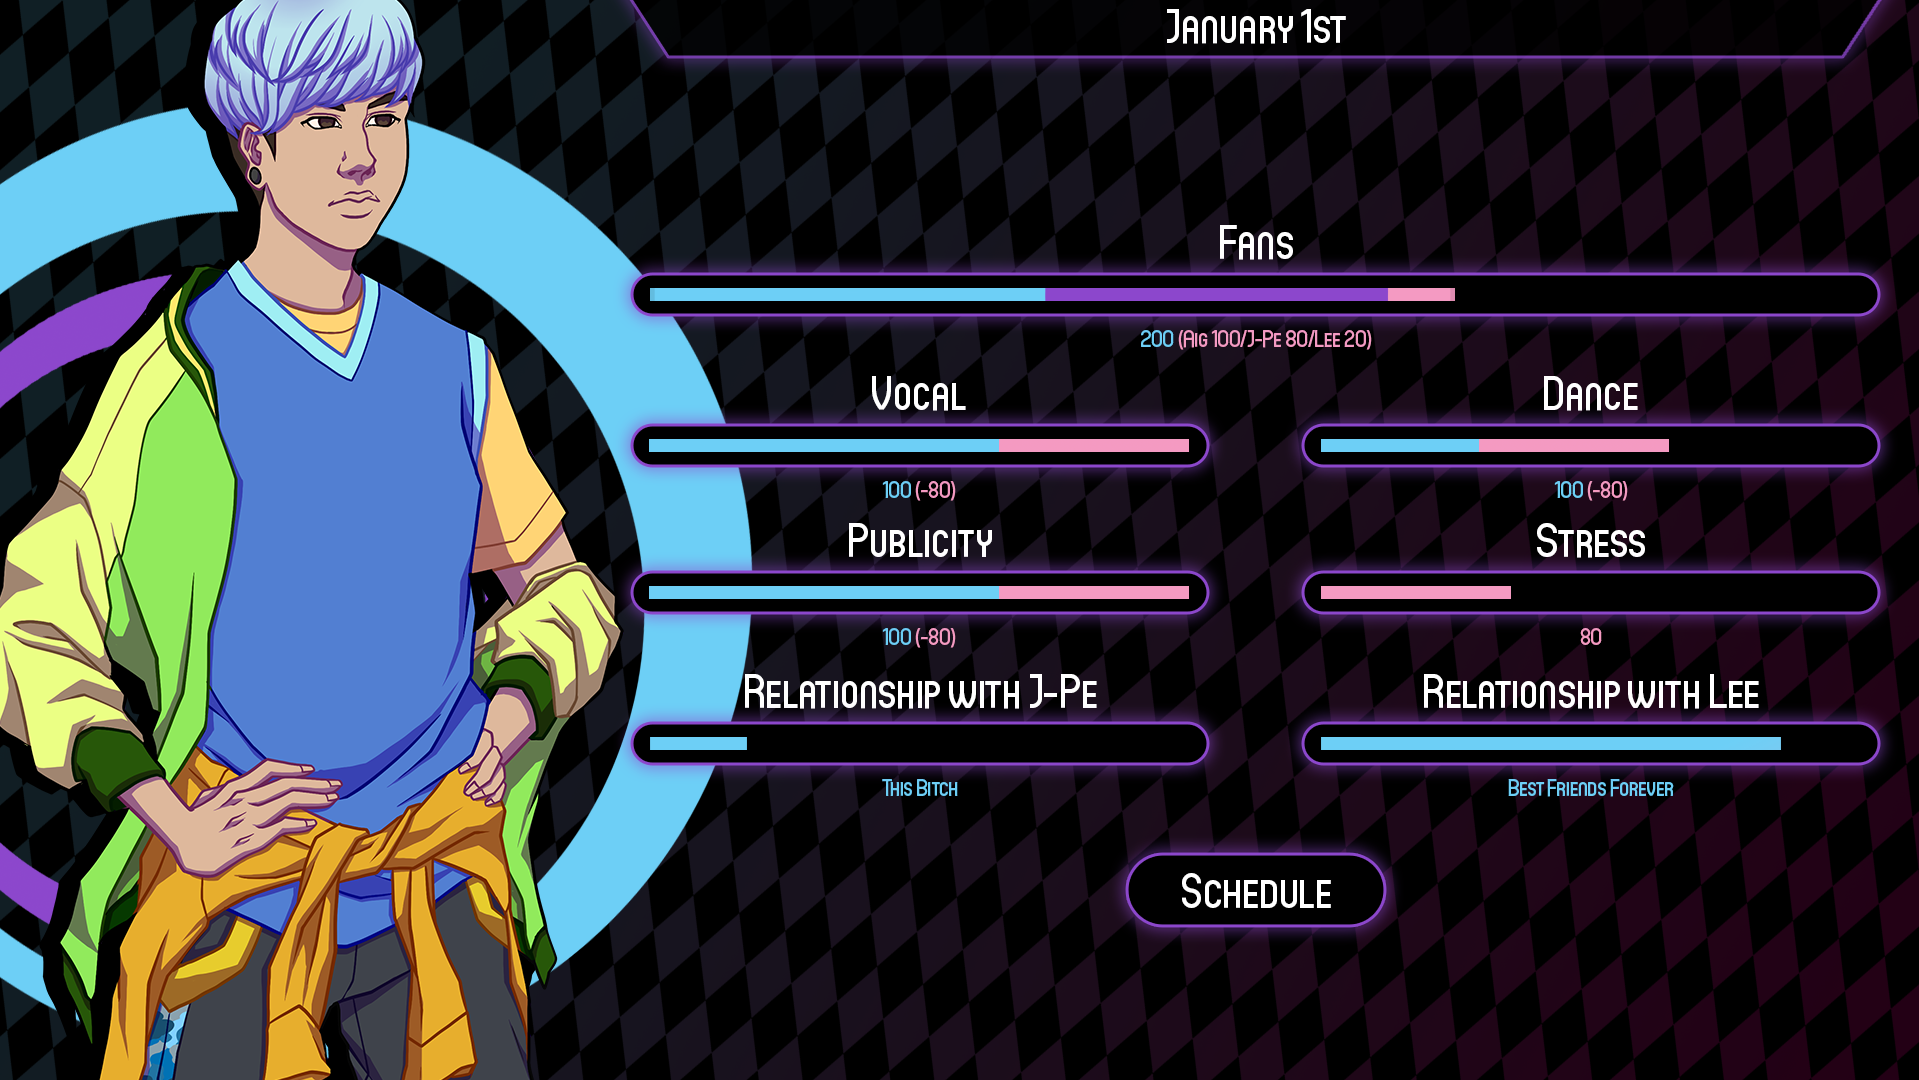 January 1st
Fans
200 (Aig 100/J-Pe 80/Lee 20)
Vocal
100 (-80)
Dance
100 (-80)
Publicity
100 (-80)
Stress
80
Relationship with J-Pe
This Bitch
Relationship with Lee
Best Friends Forever
Schedule